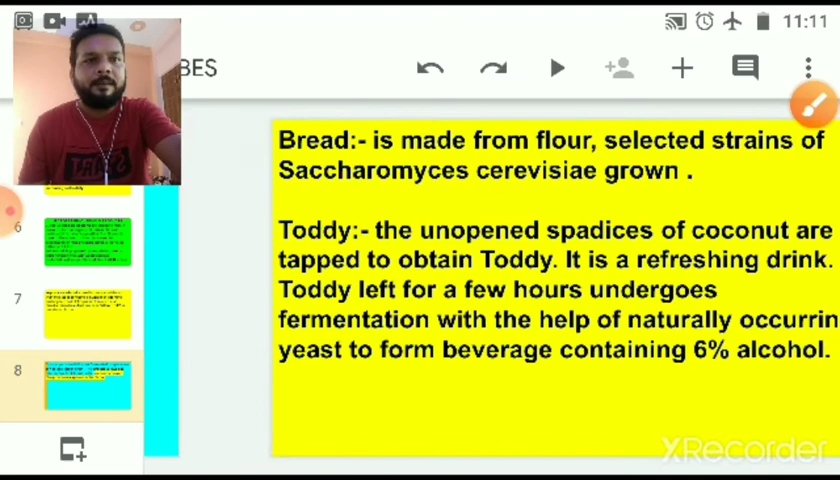 11:11
BES
Bread:- is made from flour, selected strains of
Saccharomyces cerevisiae grown .
Toddy:- the unopened spadices of coconut are
tapped to obtain Toddy. It is a refreshing drink.
Toddy left for a few hours undergoes
fermentation with the help of naturally occurrin
yeast to form beverage containing 6% alcohol.
6
7
8
XRecorder